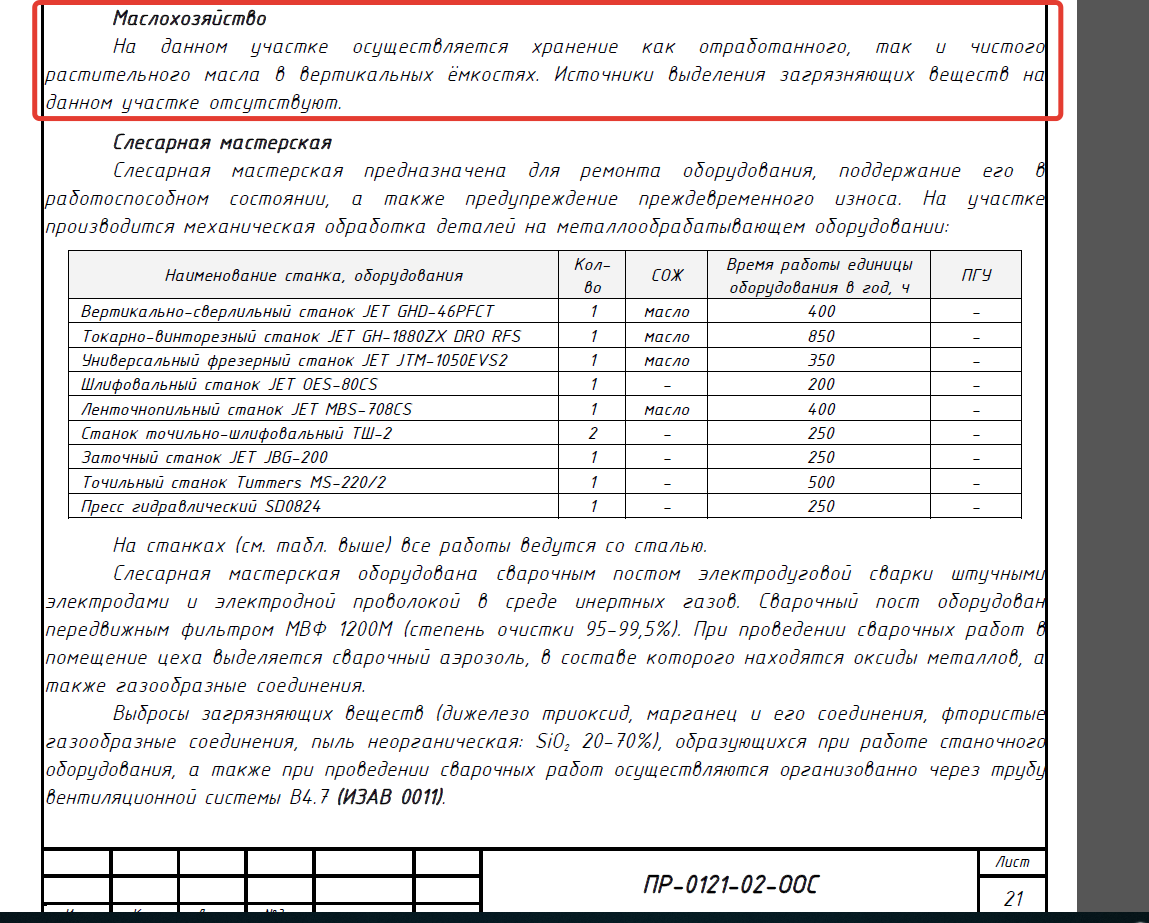 Маслохозяйство
На данном участке осуществляется хранение как отработанного, так и чистого
растительного масла в вертикальных ёмкостях. Источники выделения загрязняющих веществ на
данном участке отсутствуют.
Слесарная мастерская
Слесарная мастерская предназначена для ремонта оборудования, поддержание его в
работоспособном состоянии, а также предупреждение преждевременного износа. На участке
производится механическая обработка деталей на металлообрабатывающем оборудовании:
Наименование станка, оборудования Кол- во СОЖ Время работы единицы оборудования в год, ч ПГУ
Вертикально-сверлильный станок JET GHD-46PFCT 1 масло 400 –
Токарно-винторезный станок JET GH-1880ZX DRO RFS 1 масло 850 –
Универсальный фрезерный станок JET JTM-1050EVS2 1 масло 350 –
Шлифовальный станок JET OES-80CS 1 – 200 –
Ленточнопильный станок JET MBS-708CS 1 масло 400 –
Станок точильно-шлифовальный ТШ-2 2 – 250 –
Заточный станок JET JBG-200 1 – 250 –
Точильный станок Tummers MS-220/2 1 – 500 –
Пресс гидравлический SD0824 1 – 250 –
На станках (см. табл. выше) все работы ведутся со сталью.
Слесарная мастерская оборудована сварочным постом электродуговой сварки штучными
электродами и электродной проволокой в среде инертных газов. Сварочный пост оборудован
передвижным фильтром МВФ 1200М (степень очистки 95-99,5%). При проведении сварочных работ в
помещение цеха выделяется сварочный аэрозоль, в составе которого находятся оксиды металлов, а
также газообразные соединения.
Выбросы загрязняющих веществ (дижелезо триоксид, марганец и его соединения, фтористые
газообразные соединения, пыль неорганическая: SiO₂ 20-70%), образующихся при работе станочного
оборудования, а также при проведении сварочных работ осуществляются организованно через трубу
вентиляционной системы В4.7 (ИЗАВ 0011).
Лист
ПР-0121-02-ООС
21